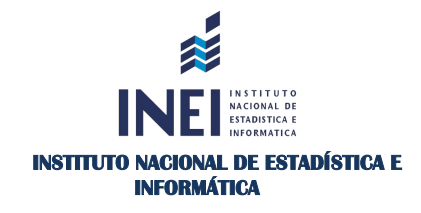 INEI
INSTITUTO
NACIONAL DE
ESTADISTICA E
INFORMATICA
INSTITUTO NACIONAL DE ESTADÍSTICA E
INFORMÁTICA